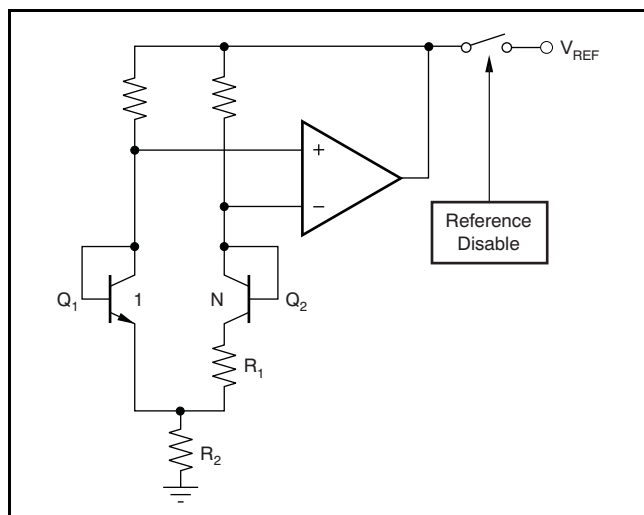 V_REF
+
−
Reference
Disable
Q_1
1
N
Q_2
R_1
R_2